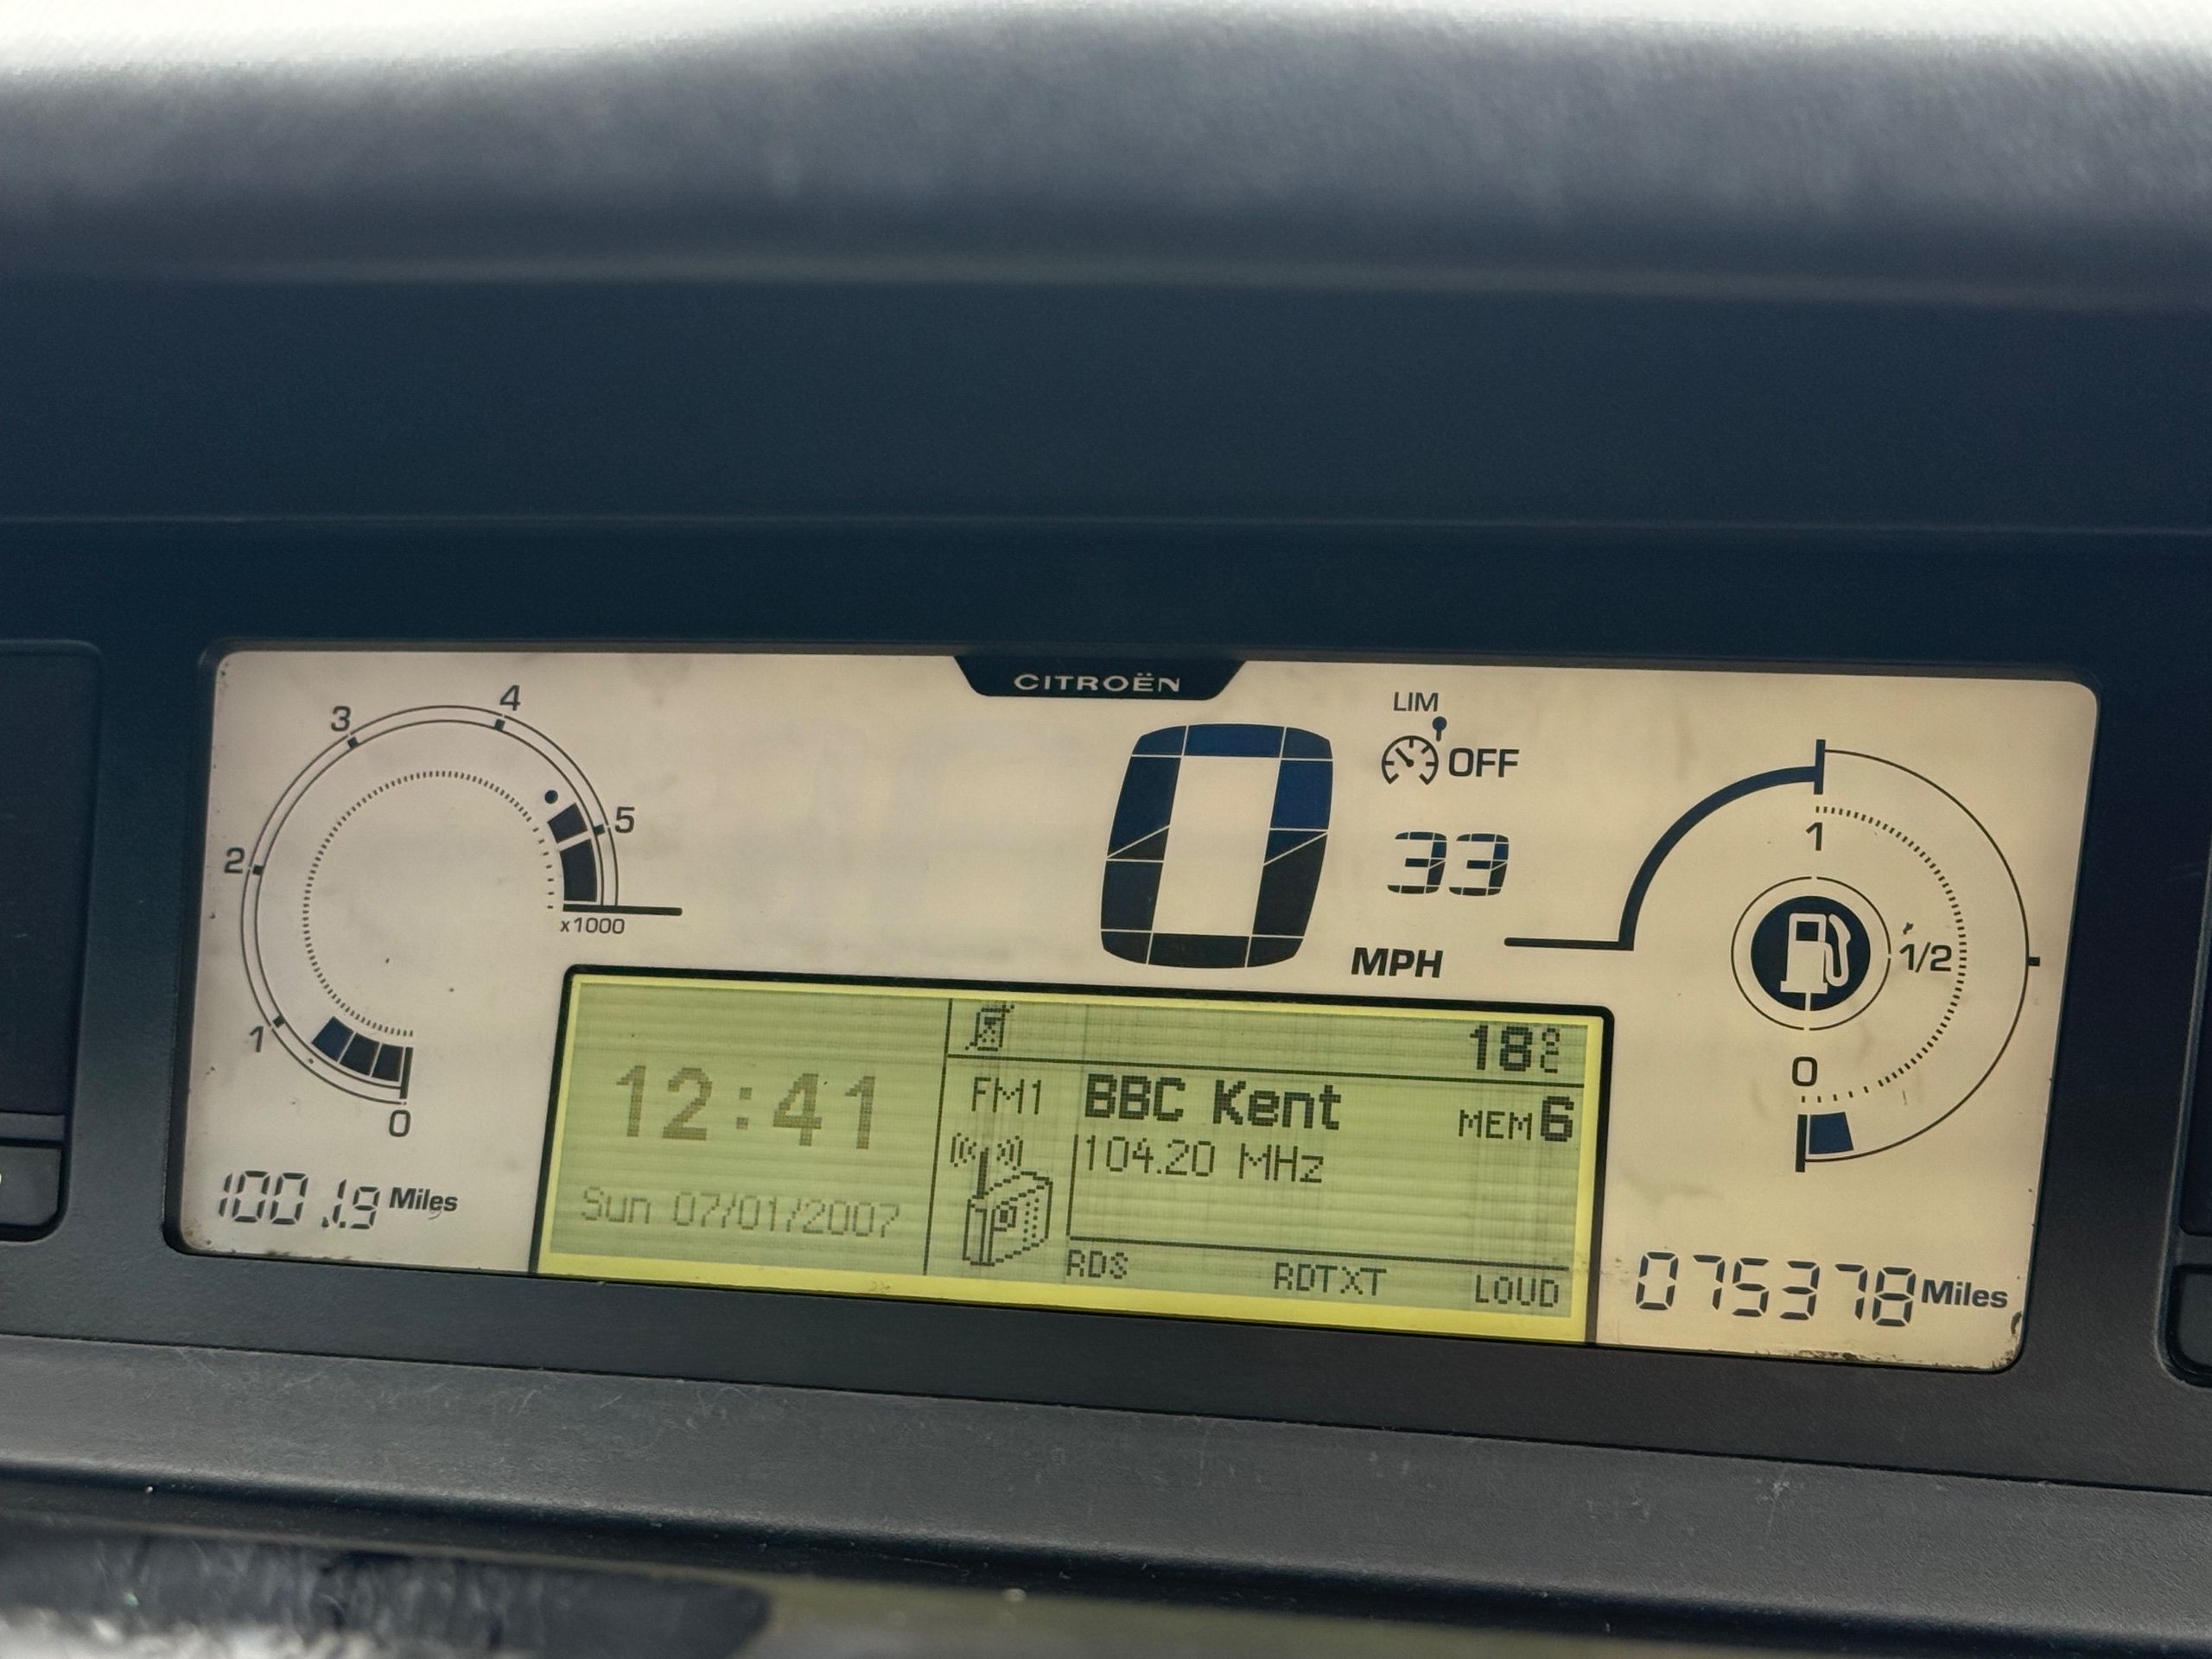 CITROËN
LIM
OFF
33
0
MPH
4
3
5
2
x1000
1
0
1
1/2
0
18°C
12:41
FM1 BBC Kent MEM 6
104.20 MHz
Sun 07/01/2007
RDS RDTXT LOUD
1001.9 Miles
075378 Miles